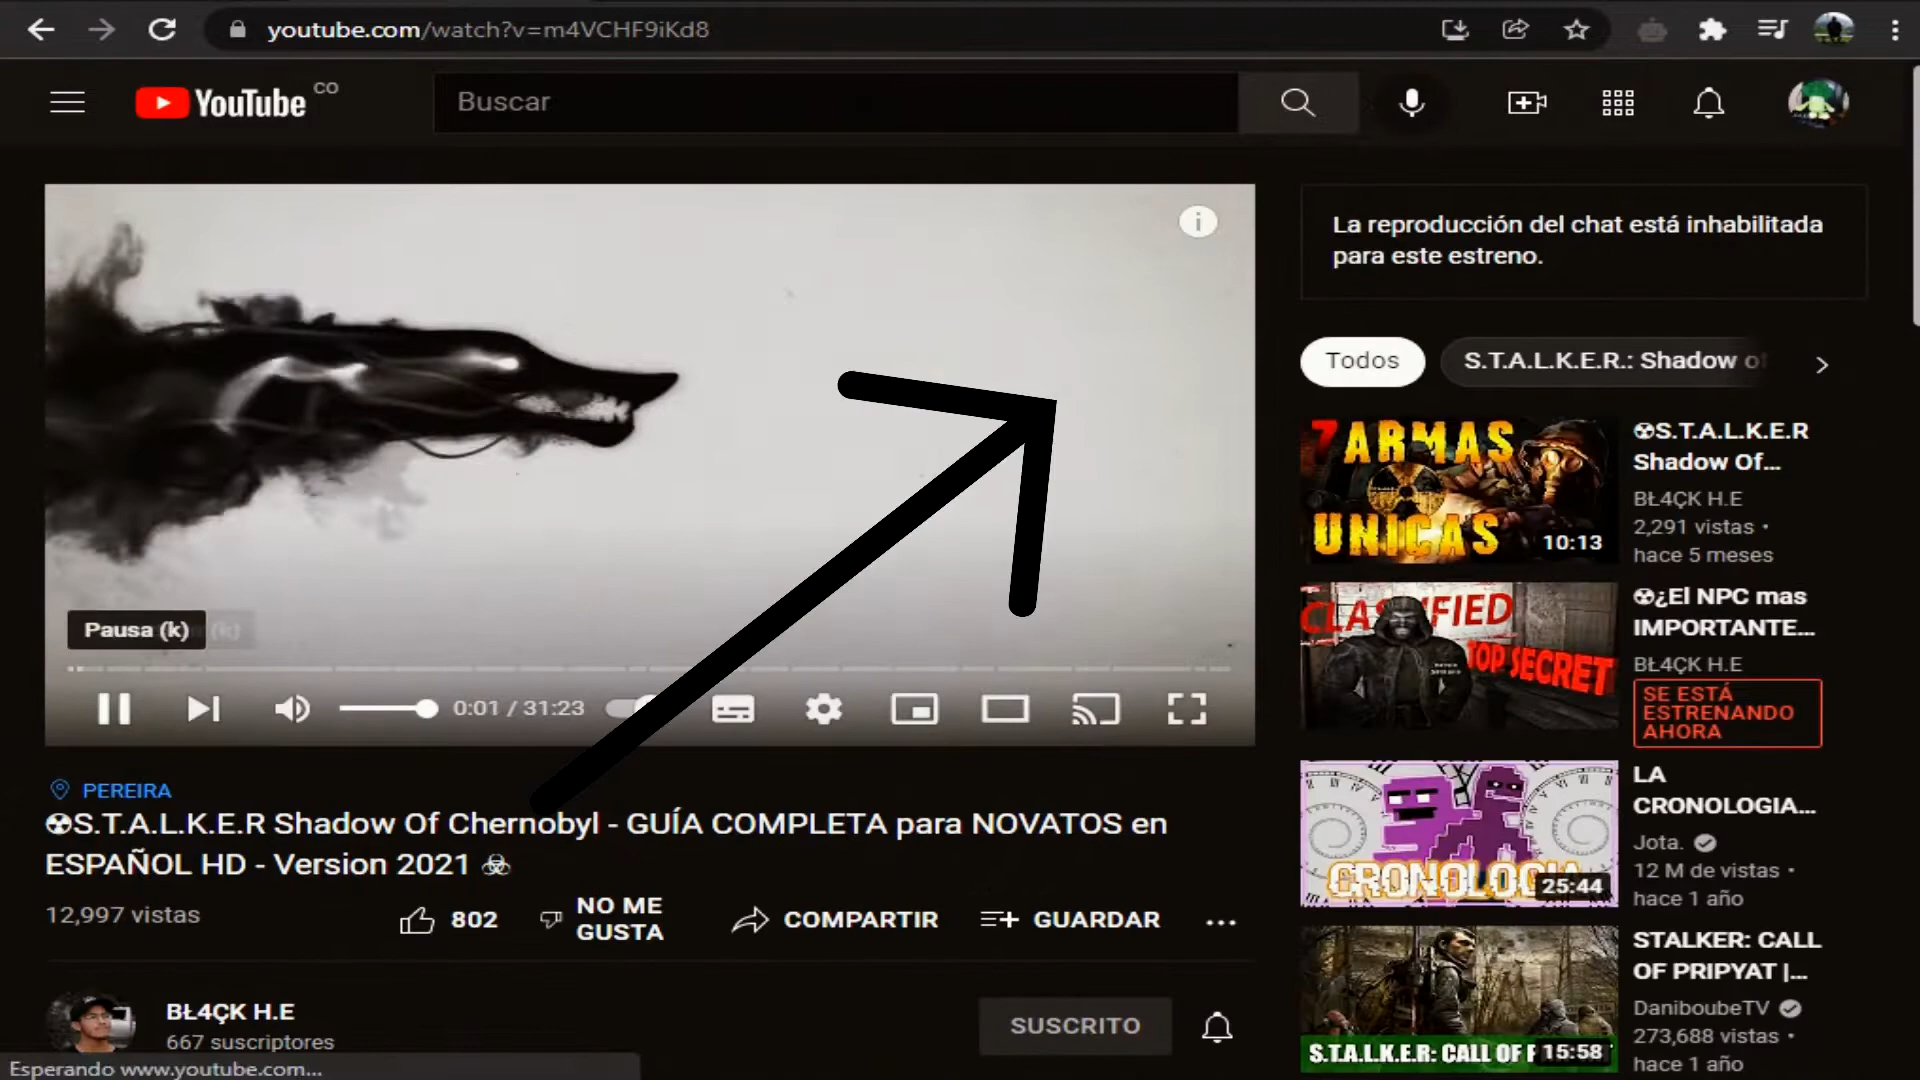 youtube.com/watch?v=m4VCHF9iKd8
YouTube CO
Buscar
La reproducción del chat está inhabilitada
para este estreno.
Todos
S.T.A.L.K.E.R.: Shadow of
Pausa (k)
0:01 / 31:23
PEREIRA
☢S.T.A.L.K.E.R Shadow Of Chernobyl - GUÍA COMPLETA para NOVATOS en
ESPAÑOL HD - Version 2021 ☣
12,997 vistas
802
NO ME
GUSTA
COMPARTIR
GUARDAR
BŁ4ÇK H.E
667 suscriptores
SUSCRITO
Esperando www.youtube.com...
7 ARMAS
UNICAS
10:13
☢S.T.A.L.K.E.R
Shadow Of...
BŁ4ÇK H.E
2,291 vistas •
hace 5 meses
CLASSIFIED
TOP SECRET
☢¿El NPC mas
IMPORTANTE...
BŁ4ÇK H.E
SE ESTÁ
ESTRENANDO
AHORA
CRONOLOGIA
25:44
LA
CRONOLOGIA...
Jota.
12 M de vistas •
hace 1 año
S.T.A.L.K.E.R: CALL OF P
15:58
STALKER: CALL
OF PRIPYAT |...
DaniboubeTV
273,688 vistas •
hace 1 año